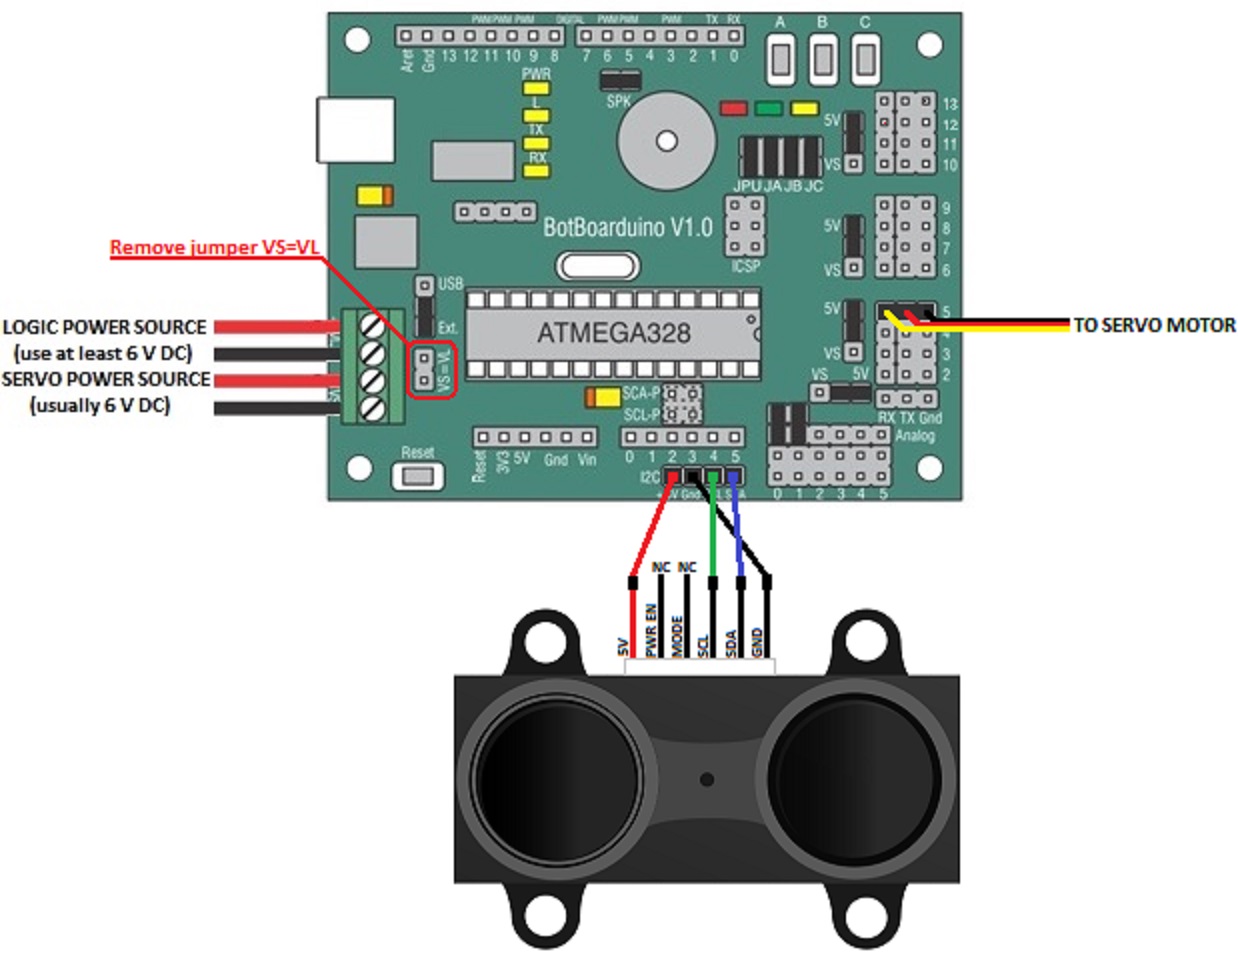 PWM PWM PWM DIGITAL PWM PWM PWM TX RX
Aref Gnd 13 12 11 10 9 8 7 6 5 4 3 2 1 0
A B C
PWR
L
TX
RX
SPK
5V
VS
13
12
11
10
JPU JA JB JC
Remove jumper VS=VL
BotBoarduino V1.0
ICSP
5V
VS
9
8
7
6
USB
Ext.
VS=VL
ATMEGA328
5V
VS
5
4
3
2
LOGIC POWER SOURCE
(use at least 6 V DC)
SERVO POWER SOURCE
(usually 6 V DC)
TO SERVO MOTOR
VS 5V
SCA-P
SCL-P
RX TX Gnd
Analog
Reset
Reset 3V3 5V Gnd Vin
0 1 2 3 4 5
I2C
0 1 2 3 4 5
NC NC
5V PWR EN MODE SCL SDA GND